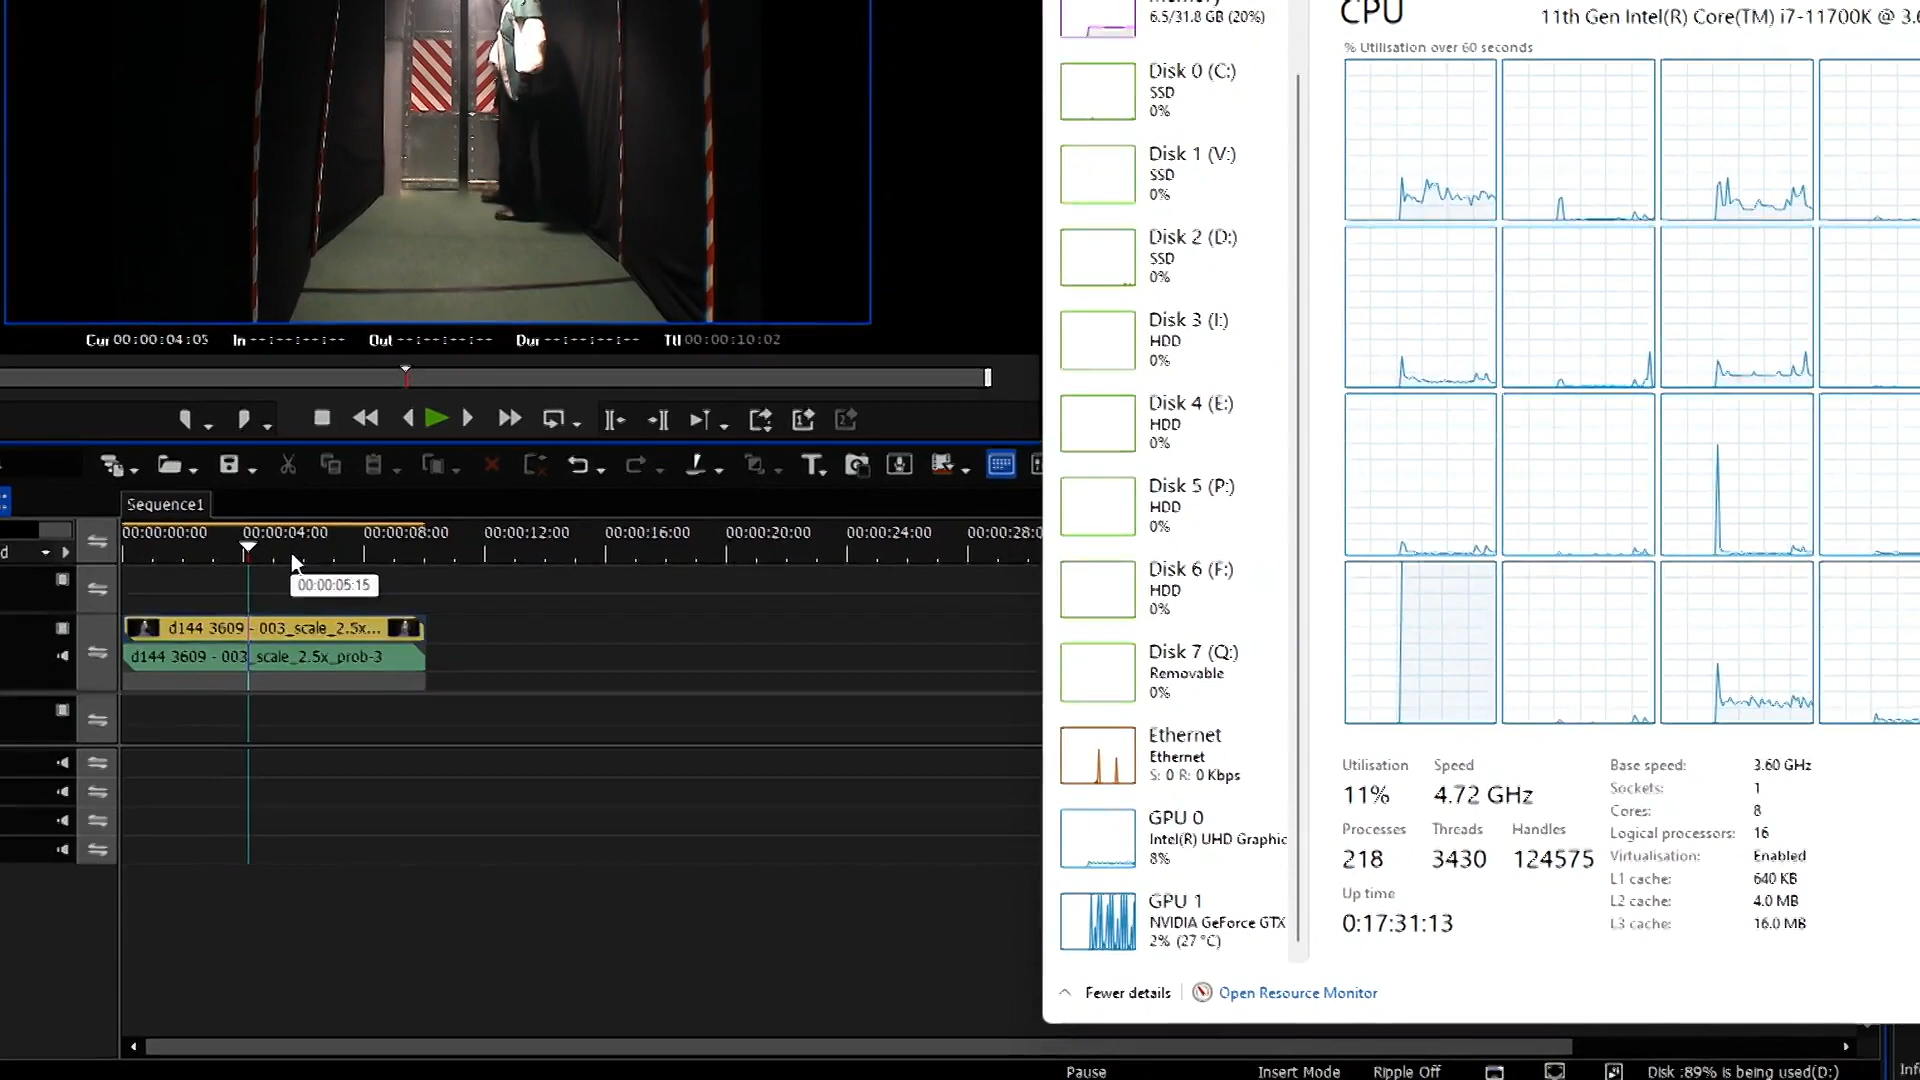 Cur 00:00:04:05 In --:--:--:-- Out --:--:--:-- Dur --:--:--:-- Ttl 00:00:10:02
Sequence1
00:00:00:00 00:00:04:00 00:00:08:00 00:00:12:00 00:00:16:00 00:00:20:00 00:00:24:00 00:00:28:0
00:00:05:15
d144 3609 - 003_scale_2.5x...
d144 3609 - 003_scale_2.5x_prob-3
Pause Insert Mode Ripple Off Disk :89% is being used(D:) Inf
Memory
6.5/31.8 GB (20%)
Disk 0 (C:)
SSD
0%
Disk 1 (V:)
SSD
0%
Disk 2 (D:)
SSD
0%
Disk 3 (I:)
HDD
0%
Disk 4 (E:)
HDD
0%
Disk 5 (P:)
HDD
0%
Disk 6 (F:)
HDD
0%
Disk 7 (Q:)
Removable
0%
Ethernet
Ethernet
S: 0 R: 0 Kbps
GPU 0
Intel(R) UHD Graphic
8%
GPU 1
NVIDIA GeForce GTX
2% (27 °C)
Fewer details
Open Resource Monitor
CPU
11th Gen Intel(R) Core(TM) i7-11700K @ 3.6
% Utilisation over 60 seconds
Utilisation Speed
11% 4.72 GHz
Processes Threads Handles
218 3430 124575
Up time
0:17:31:13
Base speed: 3.60 GHz
Sockets: 1
Cores: 8
Logical processors: 16
Virtualisation: Enabled
L1 cache: 640 KB
L2 cache: 4.0 MB
L3 cache: 16.0 MB